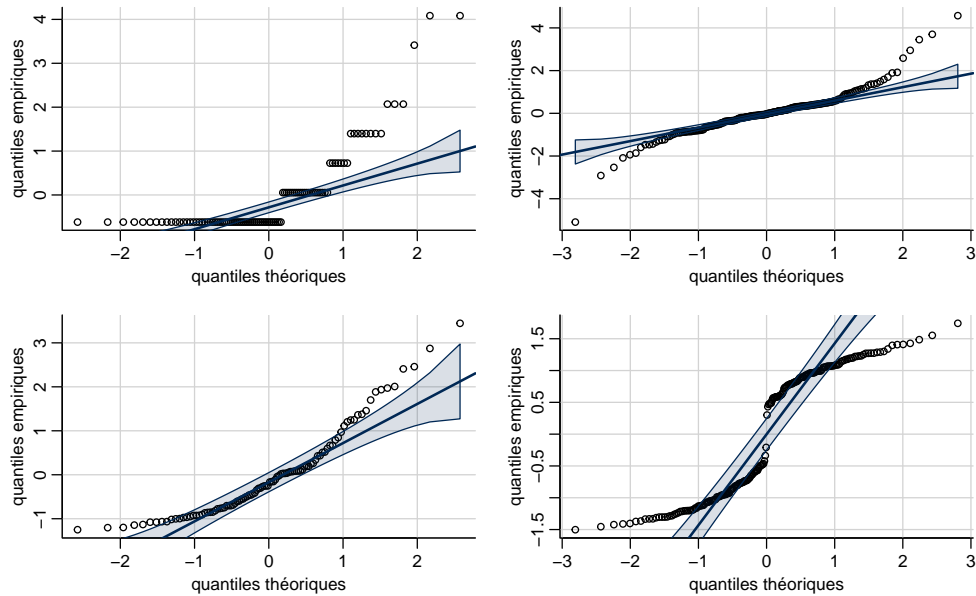 4
3
2
1
0
quantiles empiriques
−2 −1 0 1 2
quantiles théoriques
4
2
0
−2
−4
quantiles empiriques
−3 −2 −1 0 1 2 3
quantiles théoriques
3
2
1
0
−1
quantiles empiriques
−2 −1 0 1 2
quantiles théoriques
1.5
0.5
−0.5
−1.5
quantiles empiriques
−3 −2 −1 0 1 2 3
quantiles théoriques